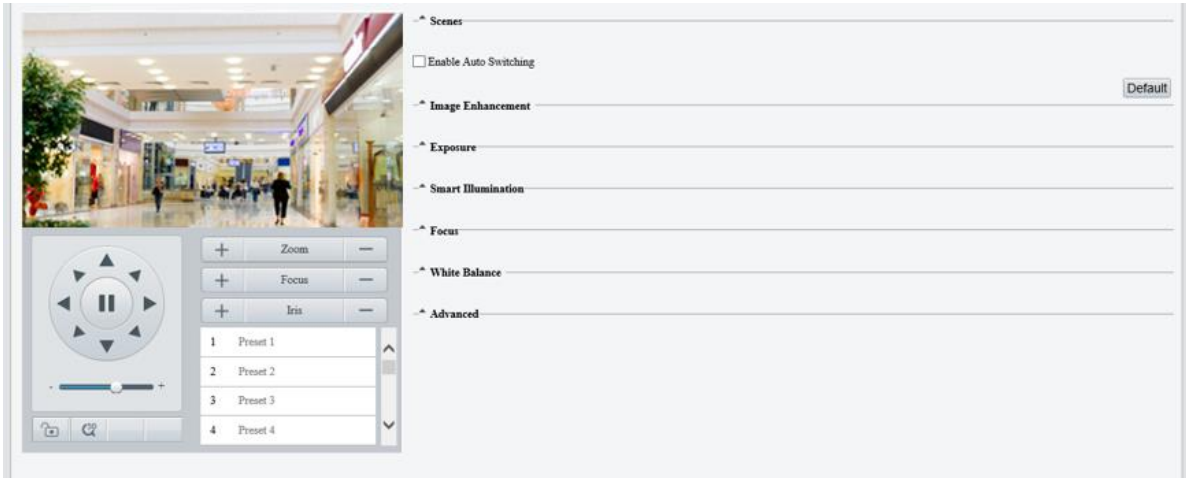 Scenes
Enable Auto Switching
Default
Image Enhancement
Exposure
Smart Illumination
Focus
White Balance
Advanced
+ Zoom −
+ Focus −
+ Iris −
1 Preset 1
2 Preset 2
3 Preset 3
4 Preset 4
- +
3D